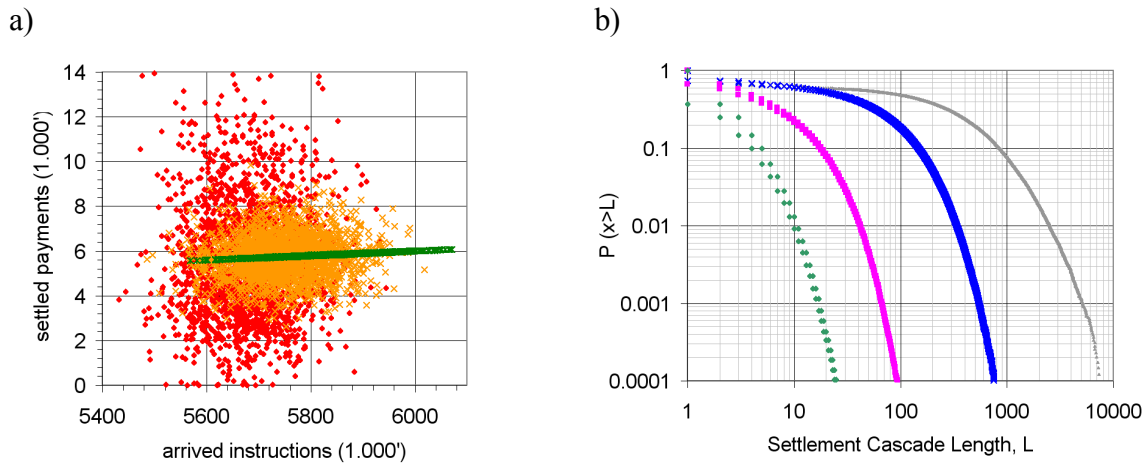 a)
14
12
10
8
6
4
2
0
settled payments (1.000')
5400 5600 5800 6000
arrived instructions (1.000')
b)
1
0.1
0.01
0.001
0.0001
P (x>L)
1 10 100 1000 10000
Settlement Cascade Length, L